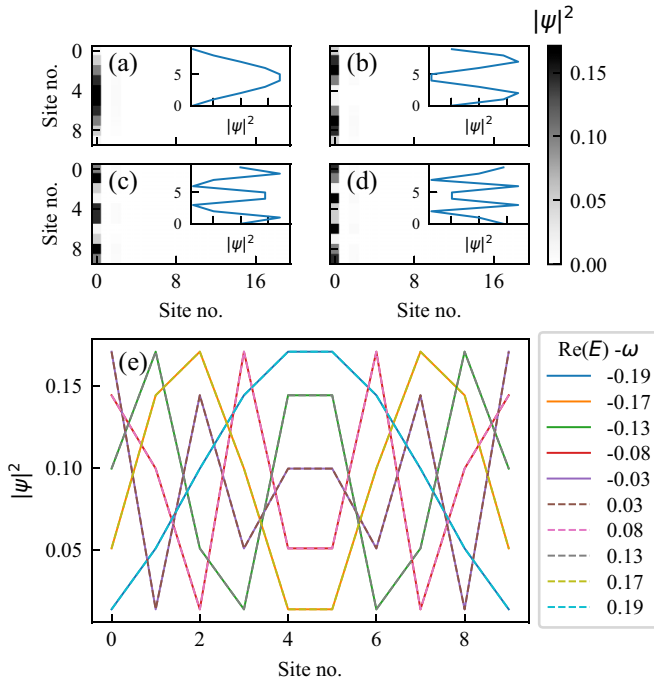 |ψ|²
0
4
8
Site no.
(a)
5
0
|ψ|²
(b)
5
0
|ψ|²
0.15
0.10
0.05
0.00
0
4
8
Site no.
(c)
5
0
|ψ|²
(d)
5
0
|ψ|²
0 8 16
0 8 16
Site no.
Site no.
(e)
0.15
0.10
0.05
|ψ|²
0 2 4 6 8
Site no.
Re(E) -ω
-0.19
-0.17
-0.13
-0.08
-0.03
0.03
0.08
0.13
0.17
0.19